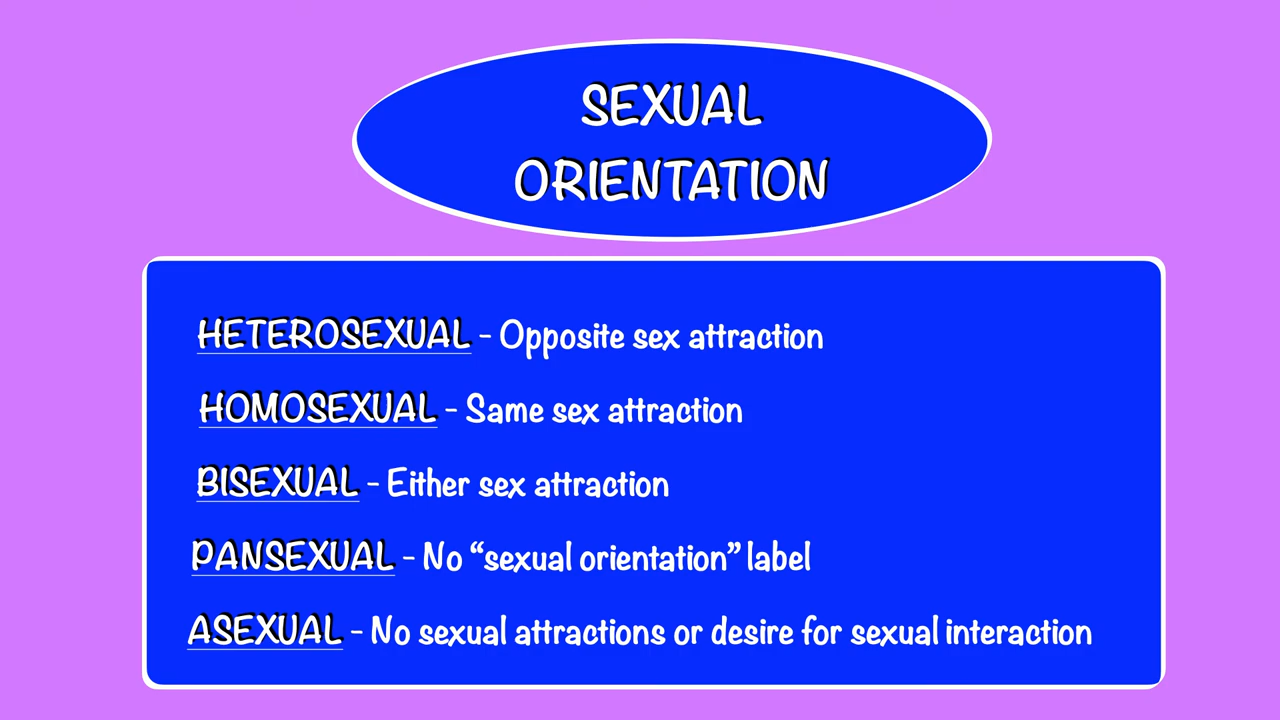 SEXUAL
ORIENTATION
HETEROSEXUAL - Opposite sex attraction
HOMOSEXUAL - Same sex attraction
BISEXUAL - Either sex attraction
PANSEXUAL - No “sexual orientation” label
ASEXUAL - No sexual attractions or desire for sexual interaction